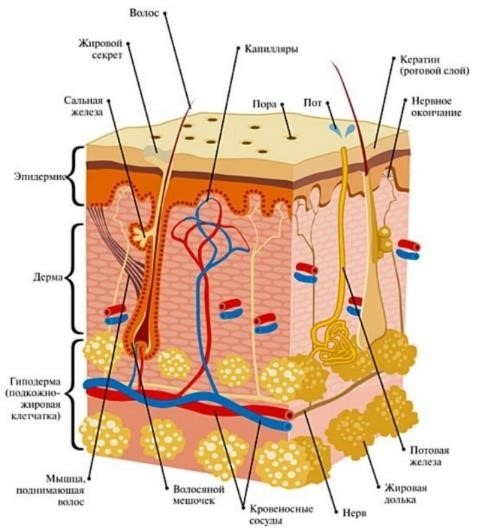 Волос
Жировой
секрет
Капилляры
Кератин
(роговой слой)
Сальная
железа
Пора
Пот
Нервное
окончание
Эпидермис
Дерма
Гиподерма
(подкожно-
жировая
клетчатка)
Мышца,
поднимающая
волос
Волосяной
мешочек
Кровеносные
сосуды
Нерв
Жировая
долька
Потовая
железа